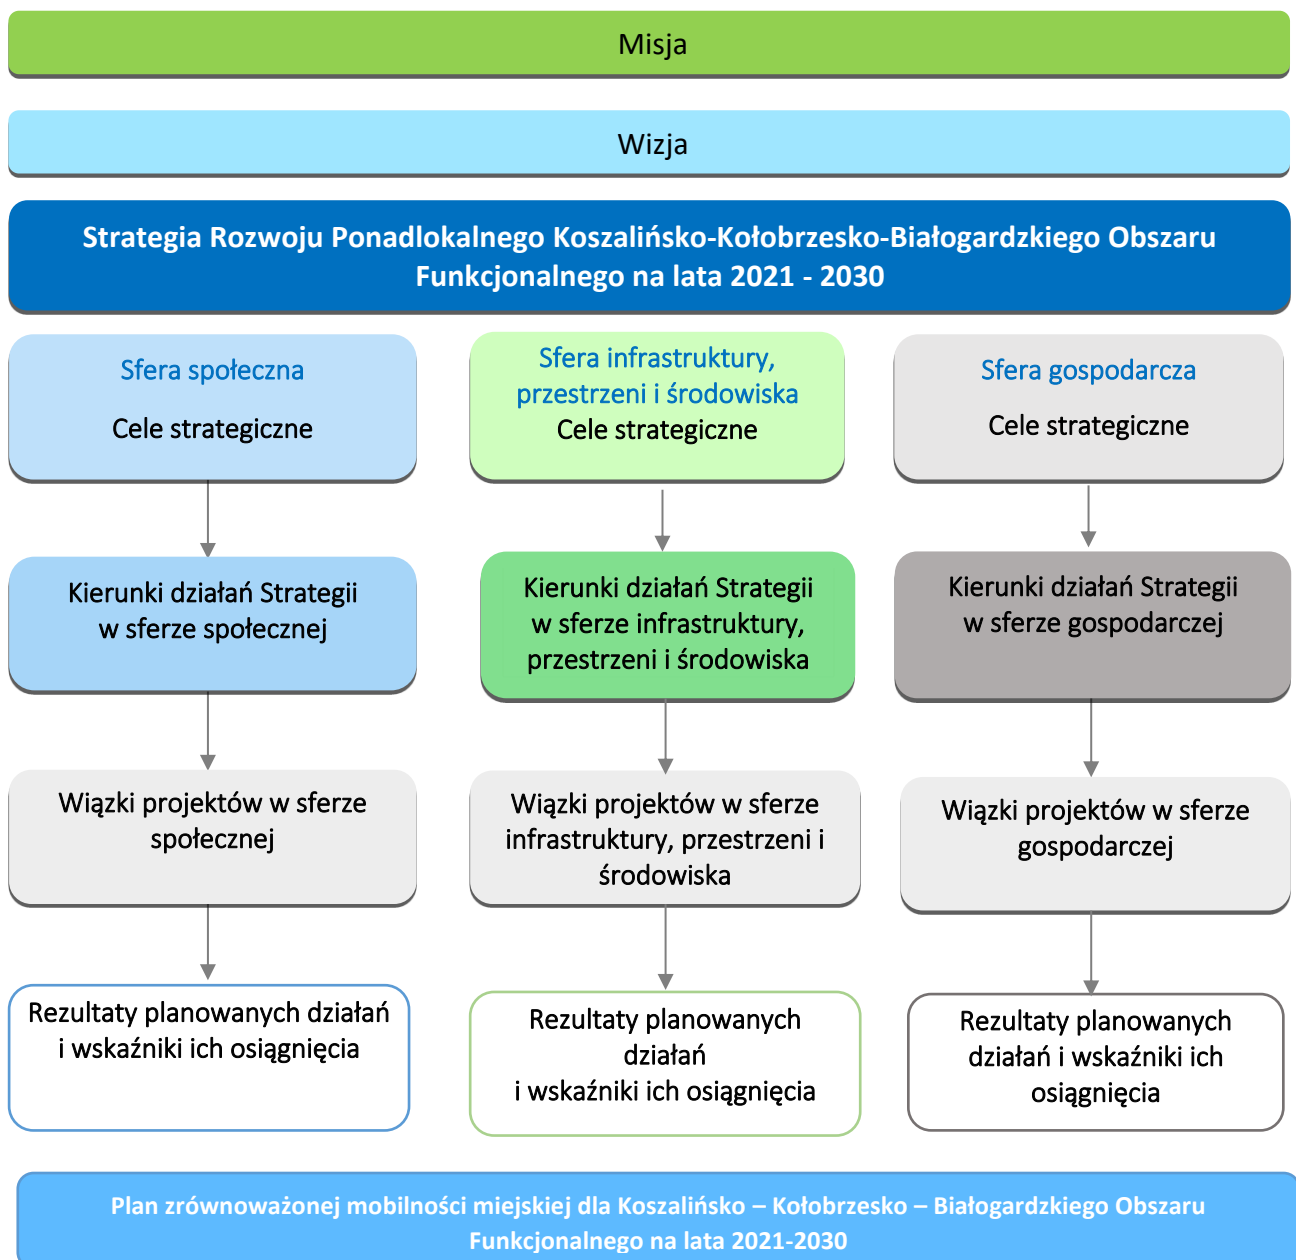 Misja
Wizja
Strategia Rozwoju Ponadlokalnego Koszalińsko-Kołobrzesko-Białogardzkiego Obszaru
Funkcjonalnego na lata 2021 - 2030
Sfera społeczna
Cele strategiczne
Sfera infrastruktury,
przestrzeni i środowiska
Cele strategiczne
Sfera gospodarcza
Cele strategiczne
Kierunki działań Strategii
w sferze społecznej
Kierunki działań Strategii
w sferze infrastruktury,
przestrzeni i środowiska
Kierunki działań Strategii
w sferze gospodarczej
Wiązki projektów w sferze
społecznej
Wiązki projektów w sferze
infrastruktury, przestrzeni i
środowiska
Wiązki projektów w sferze
gospodarczej
Rezultaty planowanych działań
i wskaźniki ich osiągnięcia
Rezultaty planowanych
działań
i wskaźniki ich osiągnięcia
Rezultaty planowanych
działań i wskaźniki ich
osiągnięcia
Plan zrównoważonej mobilności miejskiej dla Koszalińsko – Kołobrzesko – Białogardzkiego Obszaru
Funkcjonalnego na lata 2021-2030